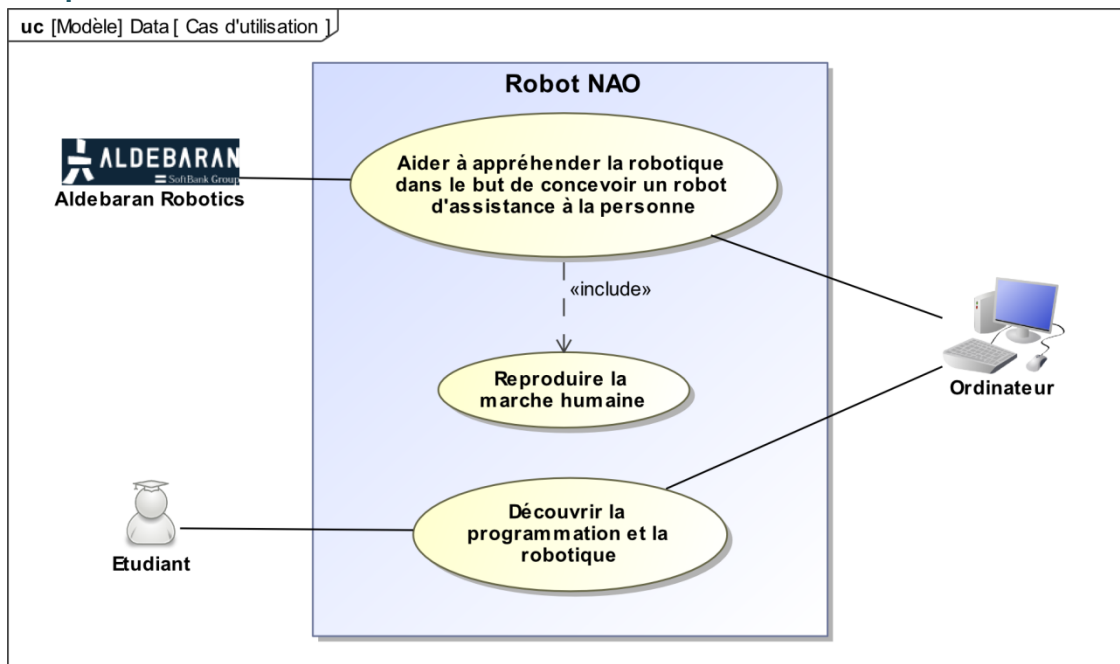 uc [Modèle] Data [ Cas d'utilisation ]
Robot NAO
ALDEBARAN
SoftBank Group
Aldebaran Robotics
Aider à appréhender la robotique
dans le but de concevoir un robot
d'assistance à la personne
«include»
Reproduire la
marche humaine
Ordinateur
Découvrir la
programmation et la
robotique
Etudiant